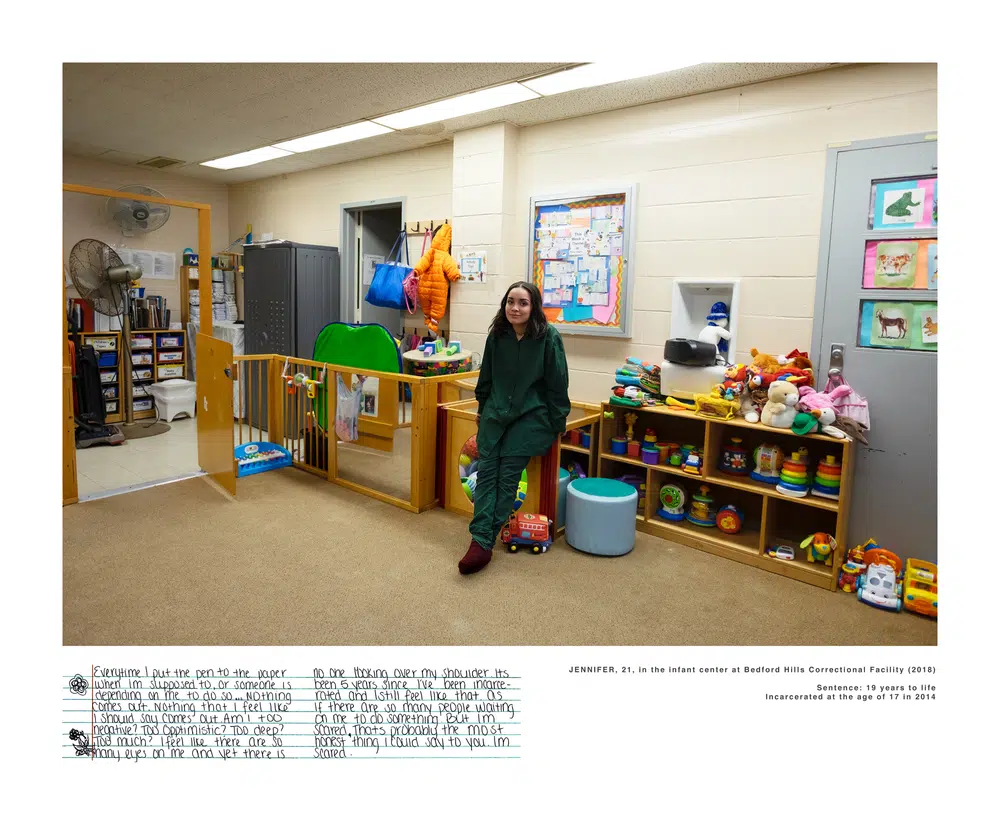 Everytime I put the pen to the paper
when im supposed to, or someone is
depending on me to do so... Nothing
comes out. Nothing that I feel like
I should say comes out. Am i too
negative? Too Optimistic? Too deep?
Too much? I feel like there are so
many eyes on me and yet there is
no one looking over my shoulder. Its
been 5 years since I've been incarce-
rated and I still feel like that. as
if there are so many people waiting
on me to do something. But Im
scared. Thats probably the most
honest thing I could say to you. Im
scared.
JENNIFER, 21, in the infant center at Bedford Hills Correctional Facility (2018)
Sentence: 19 years to life
Incarcerated at the age of 17 in 2014